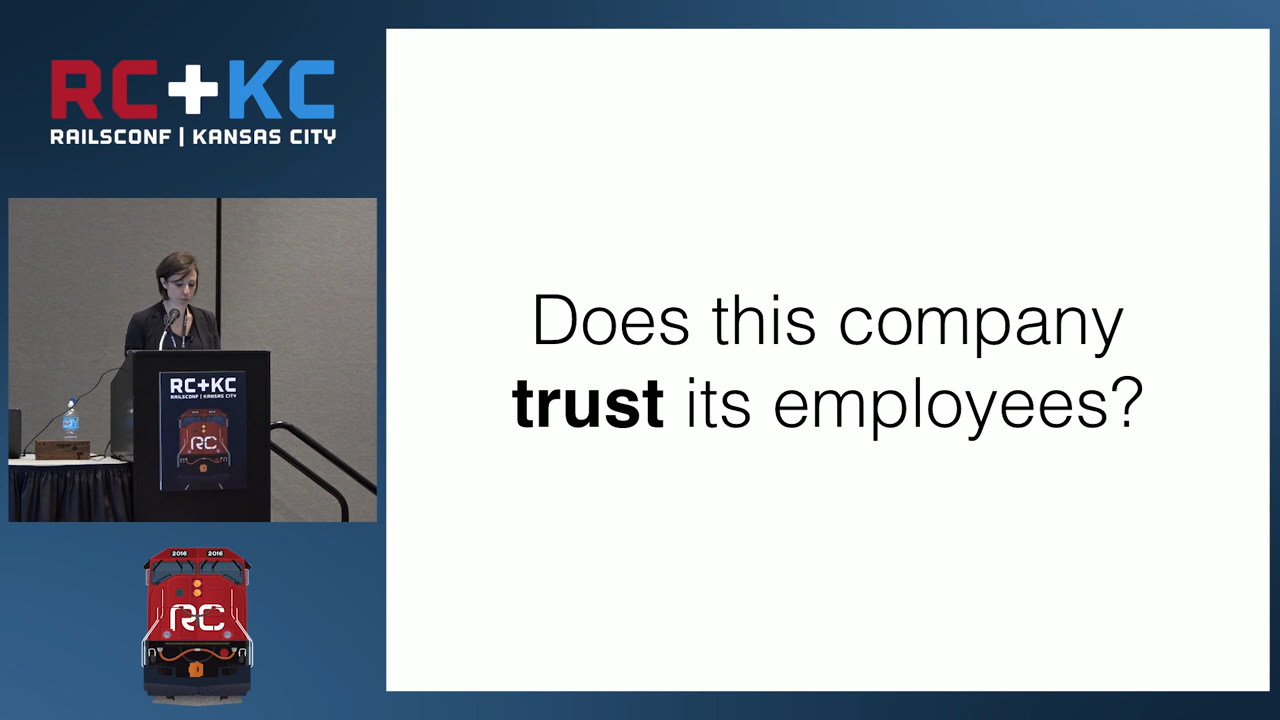 RC+KC
RAILSCONF | KANSAS CITY
Does this company
trust its employees?
RC+KC
RAILSCONF | KANSAS CITY
RC
2016 2016
RC